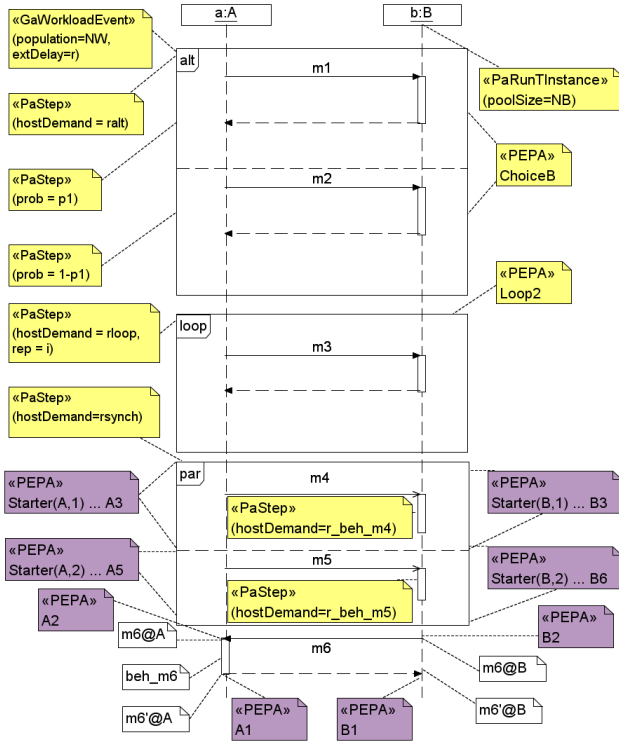 a:A
b:B
«GaWorkloadEvent»
(population=NW,
extDelay=r)
alt
m1
«PaRunTInstance»
(poolSize=NB)
«PaStep»
(hostDemand = ralt)
«PEPA»
ChoiceB
«PaStep»
(prob = p1)
m2
«PaStep»
(prob = 1-p1)
«PEPA»
Loop2
«PaStep»
(hostDemand = rloop,
rep = i)
loop
m3
«PaStep»
(hostDemand=rsynch)
par
«PEPA»
Starter(A,1) ... A3
m4
«PaStep»
(hostDemand=r_beh_m4)
«PEPA»
Starter(B,1) ... B3
«PEPA»
Starter(A,2) ... A5
m5
«PaStep»
(hostDemand=r_beh_m5)
«PEPA»
Starter(B,2) ... B6
«PEPA»
A2
«PEPA»
B2
m6@A
m6
m6@B
beh_m6
m6'@A
«PEPA»
A1
«PEPA»
B1
m6'@B